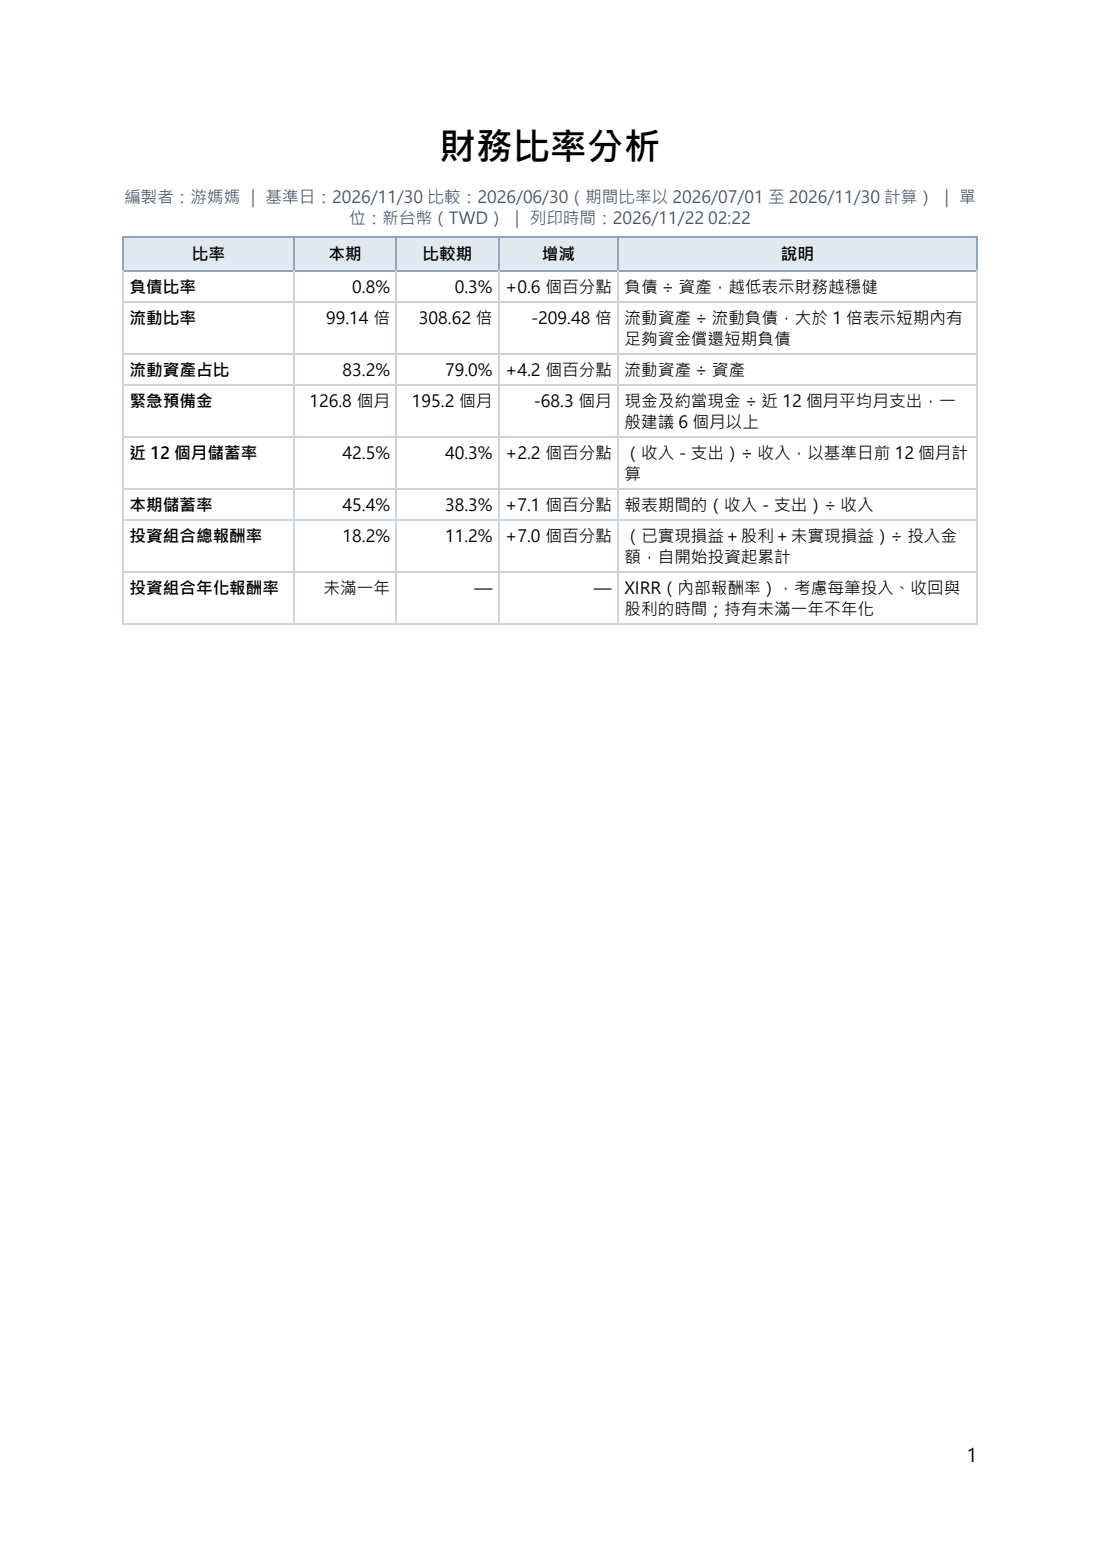 財務比率分析
編製者：游媽媽 ｜ 基準日：2026/11/30 比較：2026/06/30（期間比率以 2026/07/01 至 2026/11/30 計算） ｜ 單
位：新台幣（TWD） ｜ 列印時間：2026/11/22 02:22
比率 本期 比較期 增減 說明
負債比率 0.8% 0.3% +0.6 個百分點 負債 ÷ 資產，越低表示財務越穩健
流動比率 99.14 倍 308.62 倍 -209.48 倍 流動資產 ÷ 流動負債，大於 1 倍表示短期內有
足夠資金償還短期負債
流動資產占比 83.2% 79.0% +4.2 個百分點 流動資產 ÷ 資產
緊急預備金 126.8 個月 195.2 個月 -68.3 個月 現金及約當現金 ÷ 近 12 個月平均月支出，一
般建議 6 個月以上
近 12 個月儲蓄率 42.5% 40.3% +2.2 個百分點 （收入 - 支出）÷ 收入，以基準日前 12 個月計
算
本期儲蓄率 45.4% 38.3% +7.1 個百分點 報表期間的（收入 - 支出）÷ 收入
投資組合總報酬率 18.2% 11.2% +7.0 個百分點 （已實現損益 + 股利 + 未實現損益）÷ 投入金
額，自開始投資起累計
投資組合年化報酬率 未滿一年 — — XIRR（內部報酬率），考慮每筆投入、收回與
股利的時間；持有未滿一年不年化
1